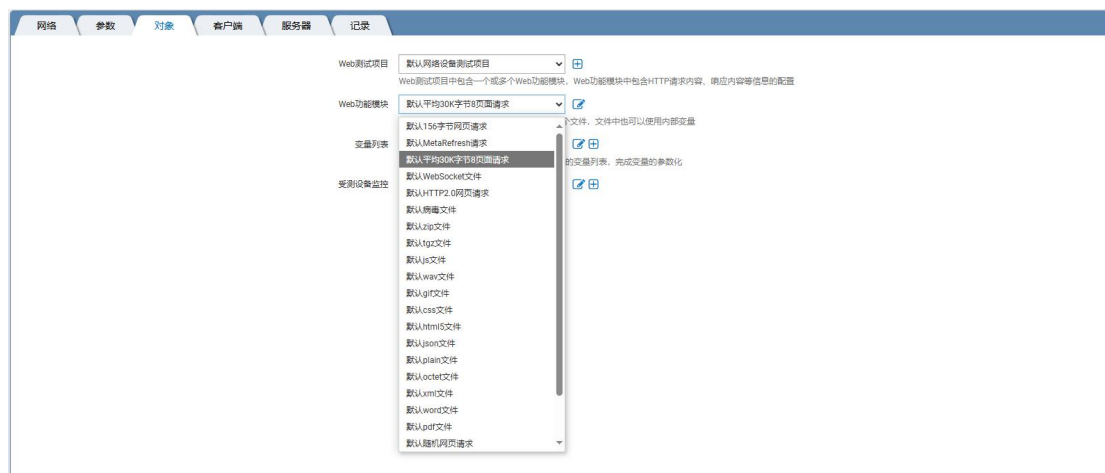 网络 参数 对象 客户端 服务器 记录
Web测试项目 默认网络设备测试项目
Web测试项目中包含一个或多个Web功能模块，Web功能模块中包含HTTP请求内容、响应内容等信息的配置
Web功能模块 默认平均30K字节8页面请求
默认156字节网页请求 个文件，文件中也可以使用内部变量
变量列表 默认MetaRefresh请求
默认平均30K字节8页面请求 的变量列表，完成变量的参数化
默认WebSocket文件
受测设备监控 默认HTTP2.0网页请求
默认病毒文件
默认zip文件
默认tgz文件
默认js文件
默认wav文件
默认gif文件
默认css文件
默认html5文件
默认json文件
默认plain文件
默认octet文件
默认xml文件
默认word文件
默认pdf文件
默认随机网页请求